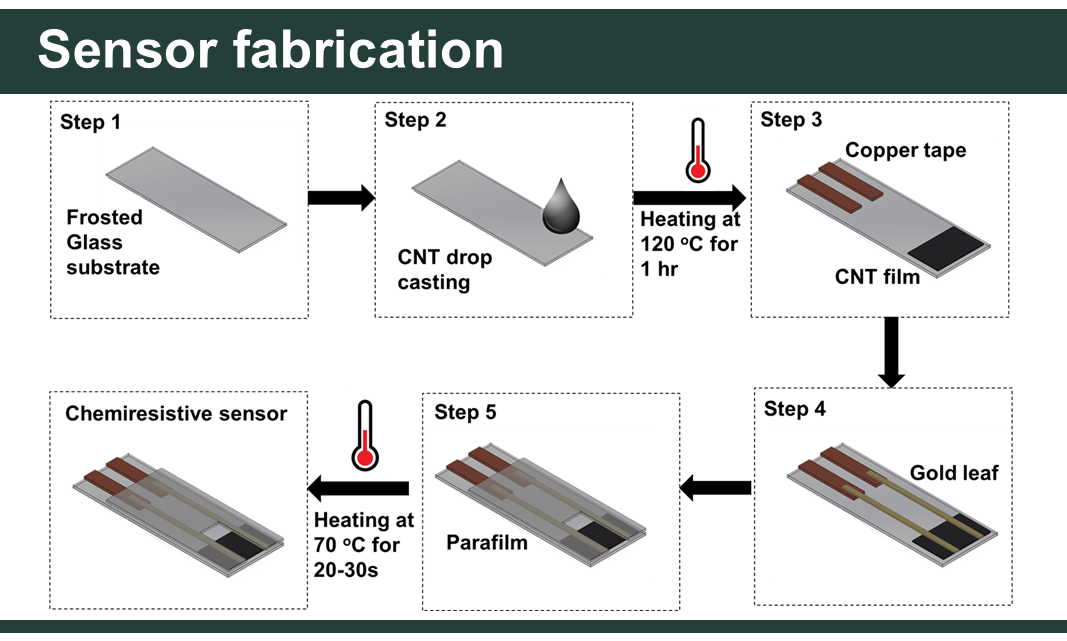 Sensor fabrication
Step 1
Frosted
Glass
substrate
Step 2
CNT drop
casting
Heating at
120 ºC for
1 hr
Step 3
Copper tape
CNT film
Step 4
Gold leaf
Step 5
Parafilm
Heating at
70 ºC for
20-30s
Chemiresistive sensor